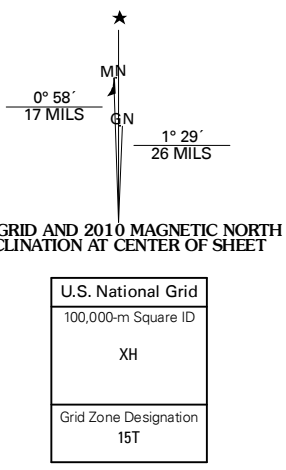 MN
0° 58´
17 MILS
GN
1° 29´
26 MILS
GRID AND 2010 MAGNETIC NORTH
CLINATION AT CENTER OF SHEET
U.S. National Grid
100,000-m Square ID
XH
Grid Zone Designation
15T